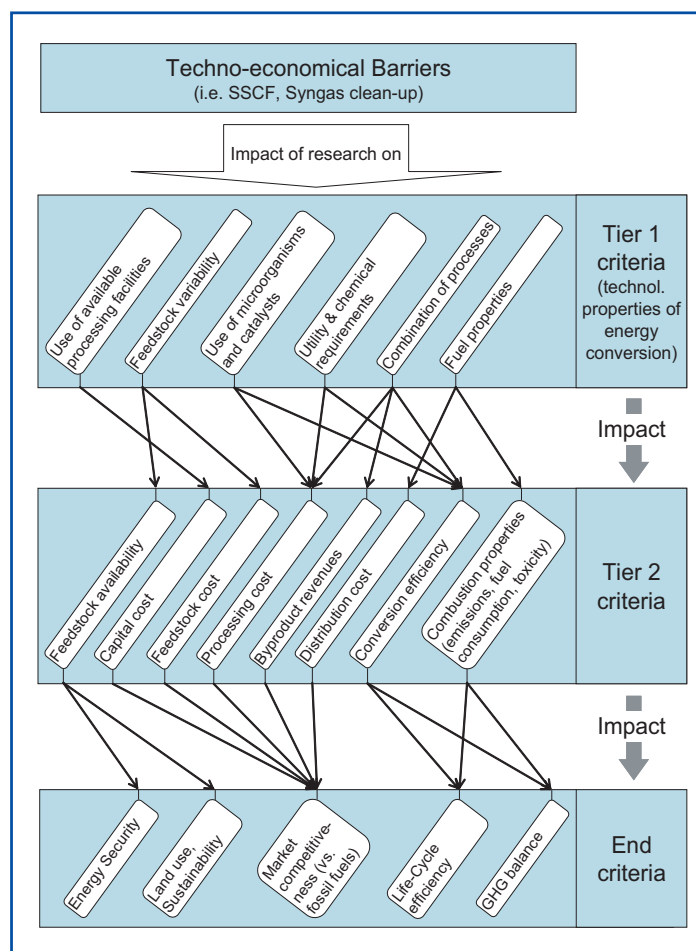 Techno-economical Barriers
(i.e. SSCF, Syngas clean-up)
Impact of research on
Use of available
processing facilities
Feedstock variability
Use of microorganisms
and catalysts
Utility & chemical
requirements
Combination of processes
Fuel properties
Tier 1
criteria
(technol.
properties of
energy
conversion)
Impact
Feedstock availability
Capital cost
Feedstock cost
Processing cost
Byproduct revenues
Distribution cost
Conversion efficiency
Combustion properties
(emissions, fuel
consumption, toxicity)
Tier 2
criteria
Impact
Energy Security
Land use,
Sustainability
Market
competitive-
ness (vs.
fossil fuels)
Life-Cycle
efficiency
GHG balance
End
criteria